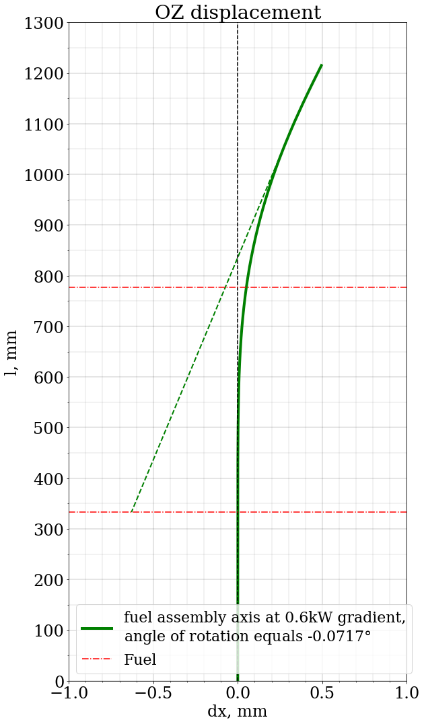 OZ displacement
1300
1200
1100
1000
900
800
700
600
500
400
300
200
100
0
l, mm
fuel assembly axis at 0.6kW gradient,
angle of rotation equals -0.0717°
Fuel
−1.0 −0.5 0.0 0.5 1.0
dx, mm